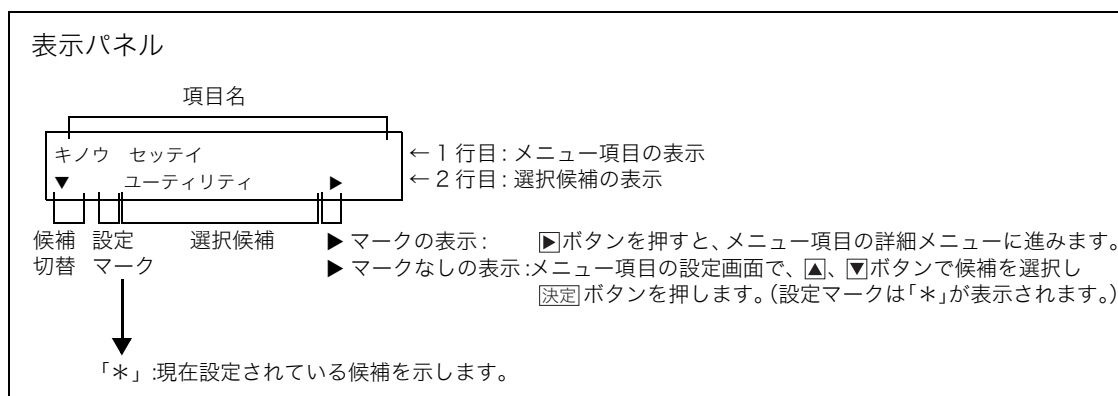 表示パネル
項目名
キノウ セッテイ
←1行目:メニュー項目の表示
▼ ユーティリティ ▶
←2行目:選択候補の表示
候補切替
設定マーク
選択候補
▶マークの表示: ▶ボタンを押すと、メニュー項目の詳細メニューに進みます。
▶マークなしの表示:メニュー項目の設定画面で、▲、▼ボタンで候補を選択し
決定ボタンを押します。(設定マークは「＊」が表示されます。)
「＊」:現在設定されている候補を示します。